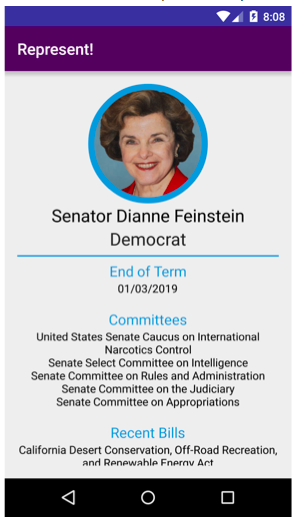 8:08
Represent!
Senator Dianne Feinstein
Democrat
End of Term
01/03/2019
Committees
United States Senate Caucus on International
Narcotics Control
Senate Select Committee on Intelligence
Senate Committee on Rules and Administration
Senate Committee on the Judiciary
Senate Committee on Appropriations
Recent Bills
California Desert Conservation, Off-Road Recreation,
and Renewable Energy Act